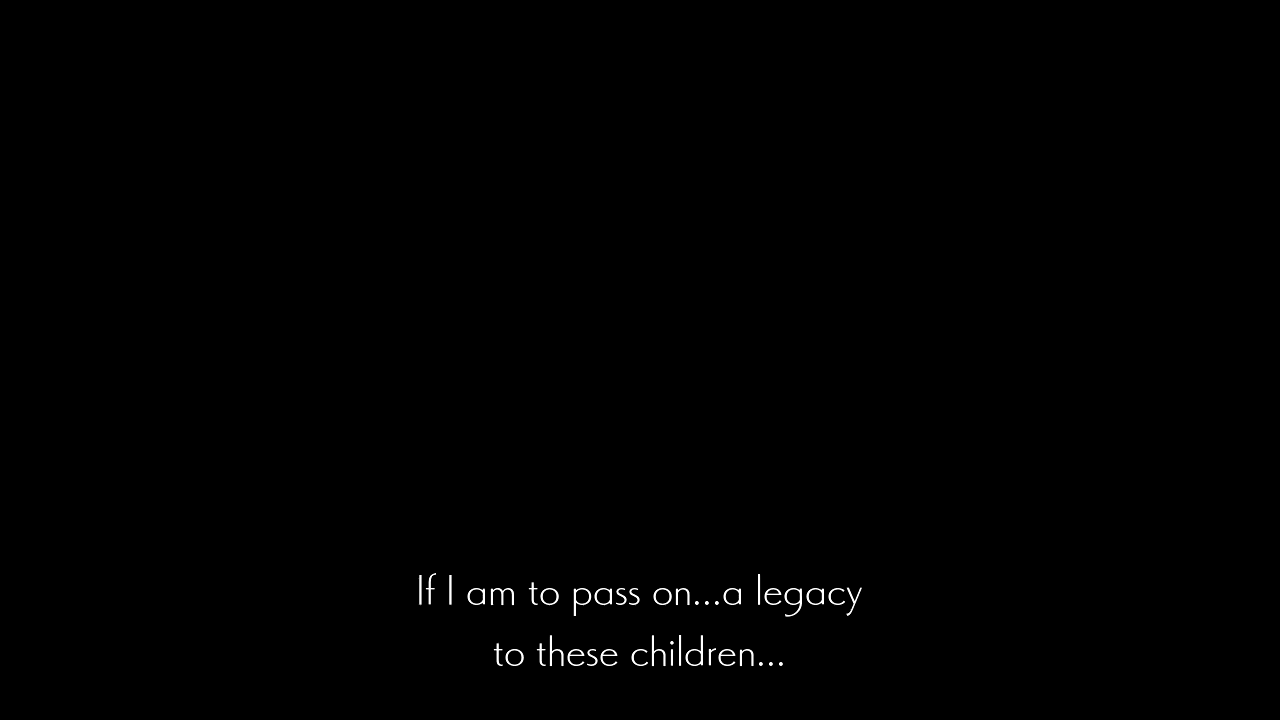 If I am to pass on...a legacy
to these children...